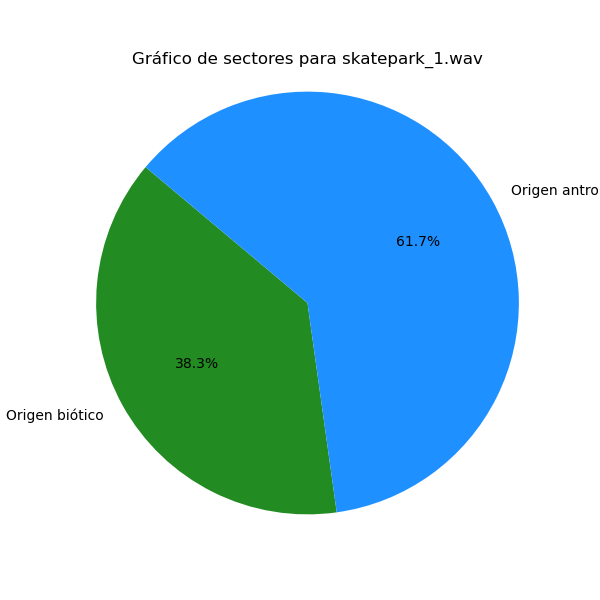 Gráfico de sectores para skatepark_1.wav
Origen antro
61.7%
38.3%
Origen biótico